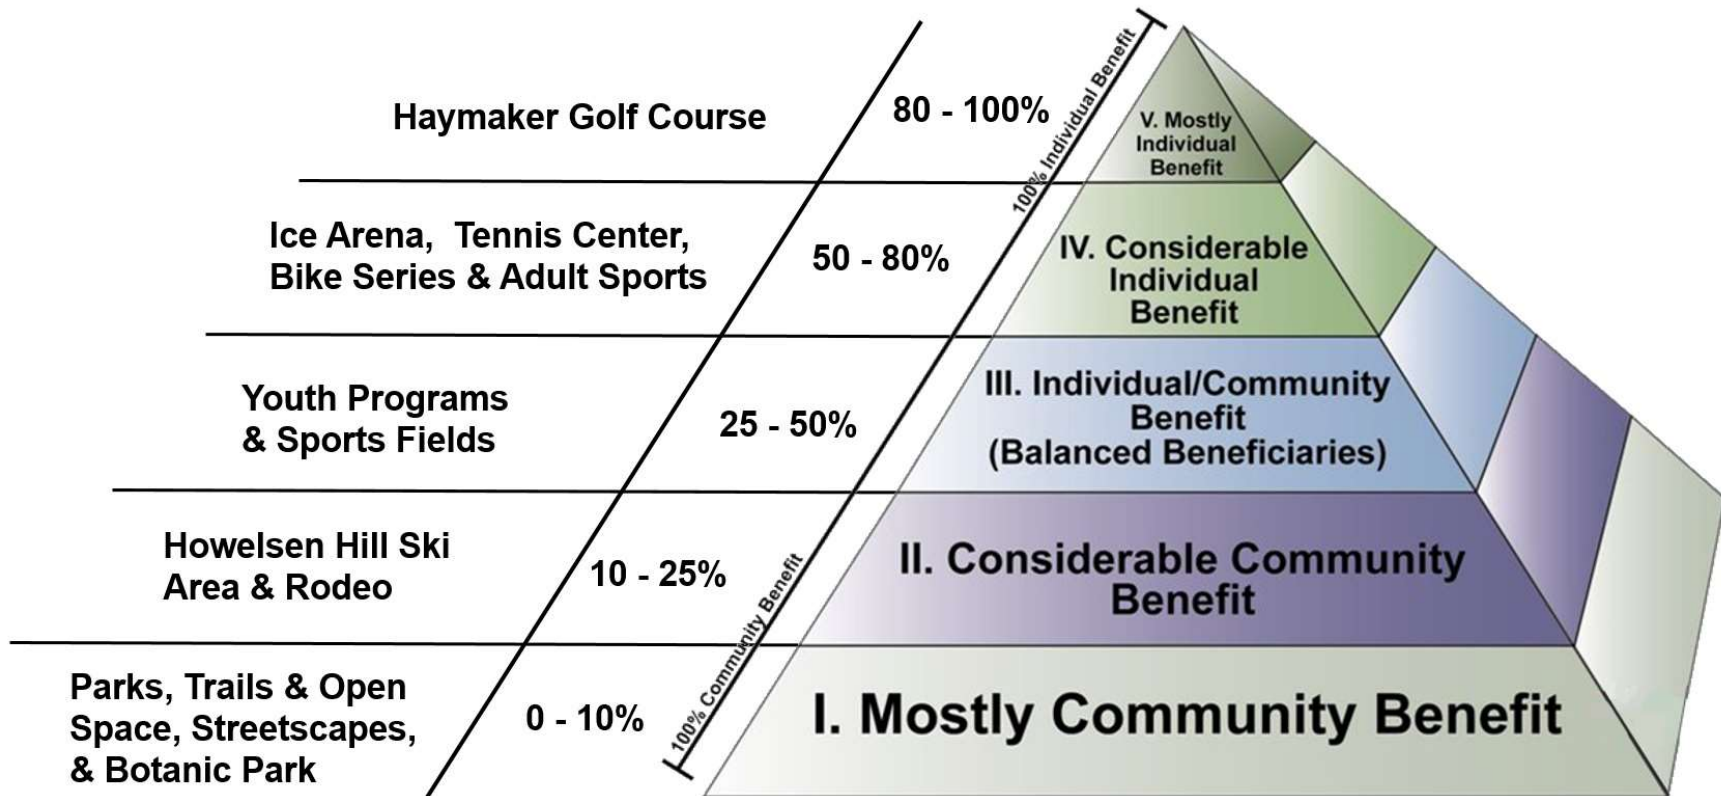 Haymaker Golf Course
80 - 100%
100% Individual Benefit
V. Mostly
Individual
Benefit
Ice Arena,  Tennis Center,
Bike Series & Adult Sports
50 - 80%
IV. Considerable
Individual
Benefit
Youth Programs
& Sports Fields
25 - 50%
III. Individual/Community
Benefit
(Balanced Beneficiaries)
Howelsen Hill Ski
Area & Rodeo
10 - 25%
100% Community Benefit
II. Considerable Community
Benefit
Parks, Trails & Open
Space, Streetscapes,
& Botanic Park
0 - 10%
I. Mostly Community Benefit